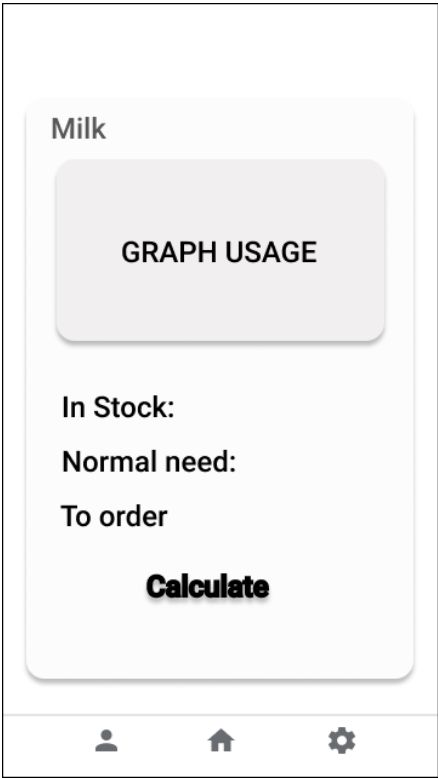 Milk
GRAPH USAGE
In Stock:
Normal need:
To order
Calculate